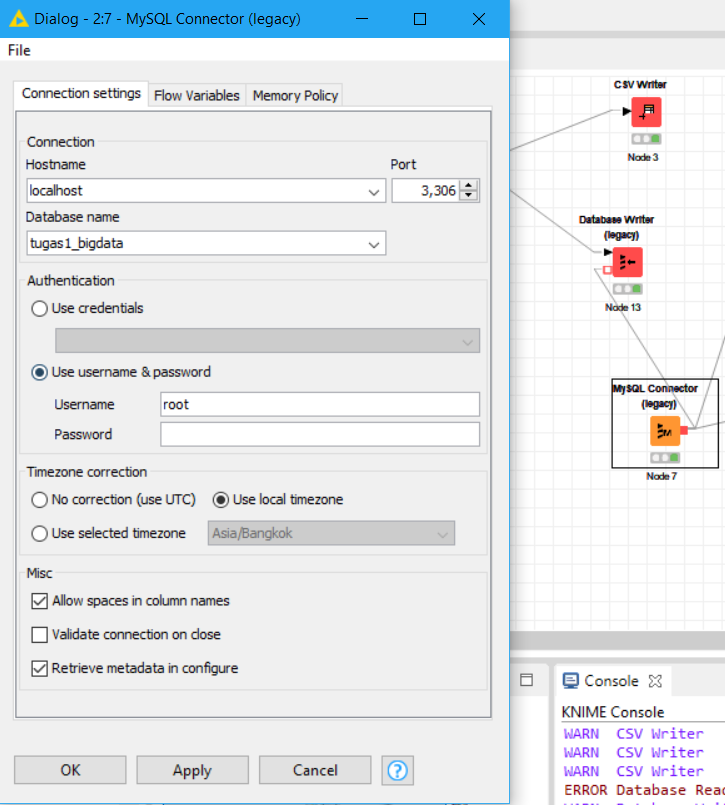 Dialog - 2:7 - MySQL Connector (legacy)
File
Connection settings
Flow Variables
Memory Policy
Connection
Hostname
Port
localhost
3,306
Database name
tugas1_bigdata
Authentication
Use credentials
Use username & password
Username
root
Password
Timezone correction
No correction (use UTC)
Use local timezone
Use selected timezone
Asia/Bangkok
Misc
Allow spaces in column names
Validate connection on close
Retrieve metadata in configure
OK
Apply
Cancel
?
CSV Writer
Node 3
Database Writer
(legacy)
Node 13
MySQL Connector
(legacy)
Node 7
Console
KNIME Console
WARN CSV Writer
WARN CSV Writer
WARN CSV Writer
ERROR Database Read